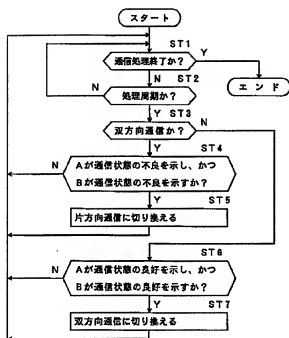 スタート
ST1
通信処理終了か?
Y
N
ST2
エンド
処理周期か?
N
Y
ST3
双方向通信か?
N
Y
ST4
N
Aが通信状態の不良を示し、かつ
Bが通信状態の不良を示すか?
Y
ST5
片方向通信に切り換える
ST6
N
Aが通信状態の良好を示し、かつ
Bが通信状態の良好を示すか?
Y
ST7
双方向通信に切り換える